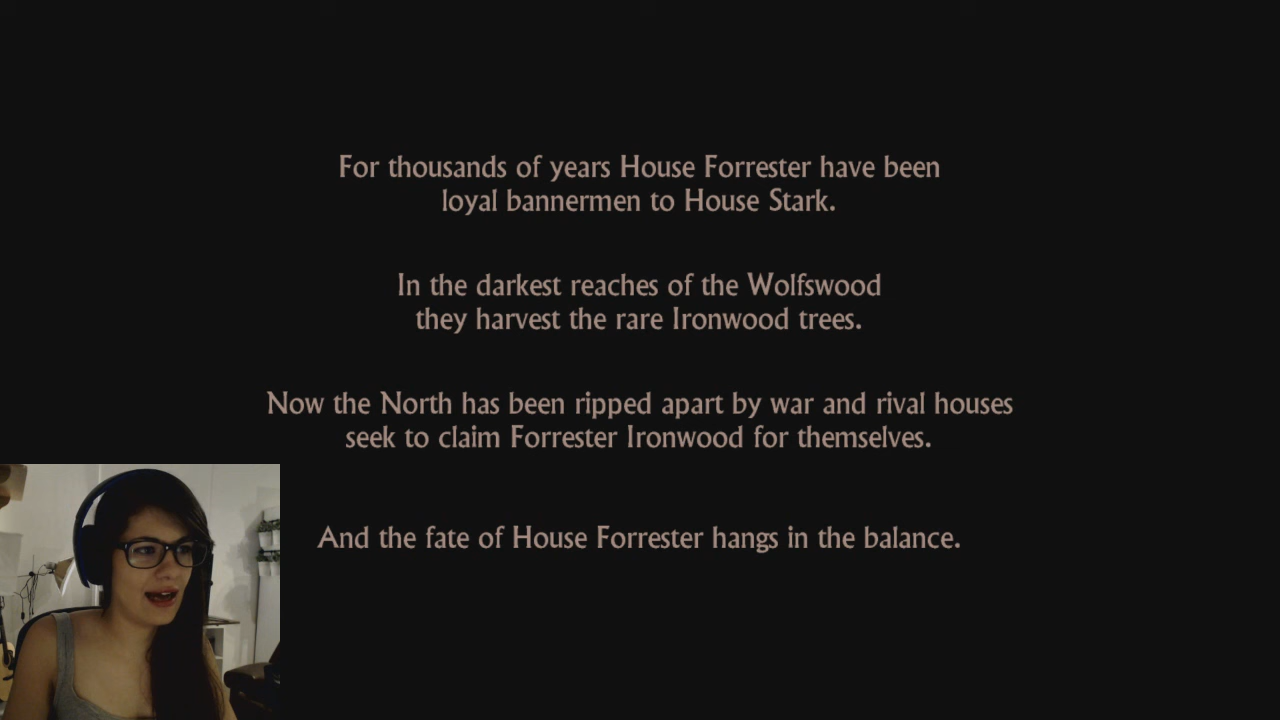 For thousands of years House Forrester have been
loyal bannermen to House Stark.
In the darkest reaches of the Wolfswood
they harvest the rare Ironwood trees.
Now the North has been ripped apart by war and rival houses
seek to claim Forrester Ironwood for themselves.
And the fate of House Forrester hangs in the balance.